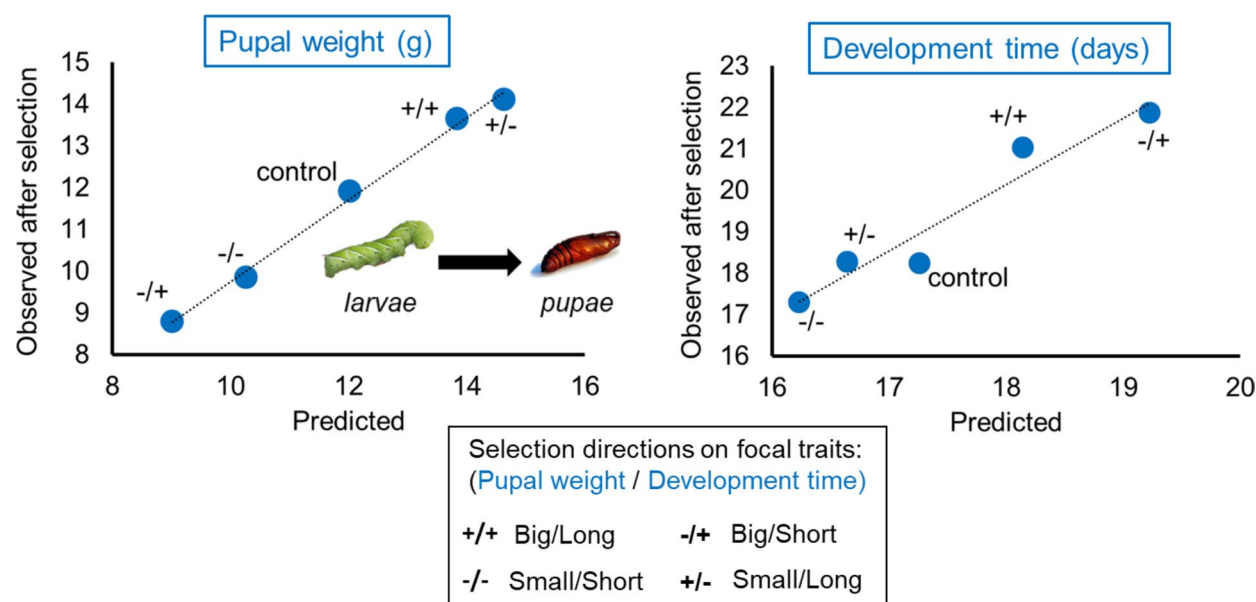 Pupal weight (g)
Observed after selection
15
14
13
12
11
10
9
8
8 10 12 14 16
Predicted
-/+
-/-
control
+/+
+/-
larvae
pupae
Development time (days)
Observed after selection
23
22
21
20
19
18
17
16
16 17 18 19 20
Predicted
-/-
+/-
control
+/+
-/+
Selection directions on focal traits:
(Pupal weight / Development time)
+/+ Big/Long -/+ Big/Short
-/- Small/Short +/- Small/Long